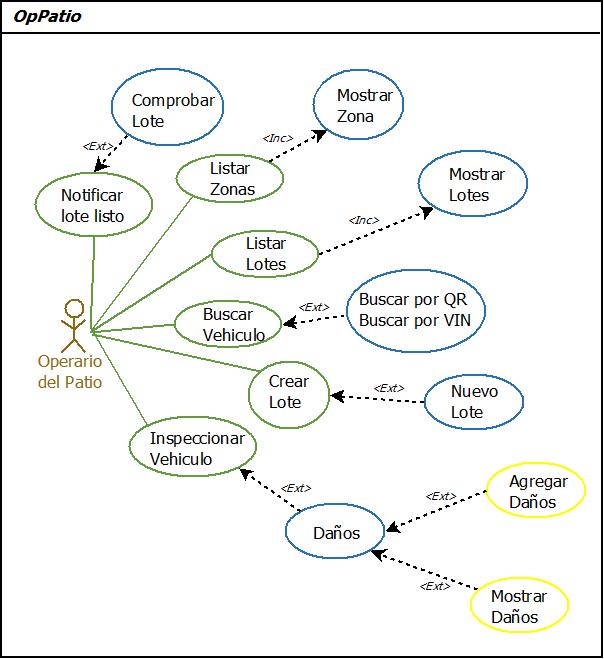 OpPatio
Comprobar
Lote
<Ext>
Notificar
lote listo
Listar
Zonas
<Inc>
Mostrar
Zona
Listar
Lotes
<Inc>
Mostrar
Lotes
Buscar
Vehiculo
<Ext>
Buscar por QR
Buscar por VIN
Operario
del Patio
Crear
Lote
<Ext>
Nuevo
Lote
Inspeccionar
Vehiculo
<Ext>
Daños
<Ext>
Agregar
Daños
<Ext>
Mostrar
Daños